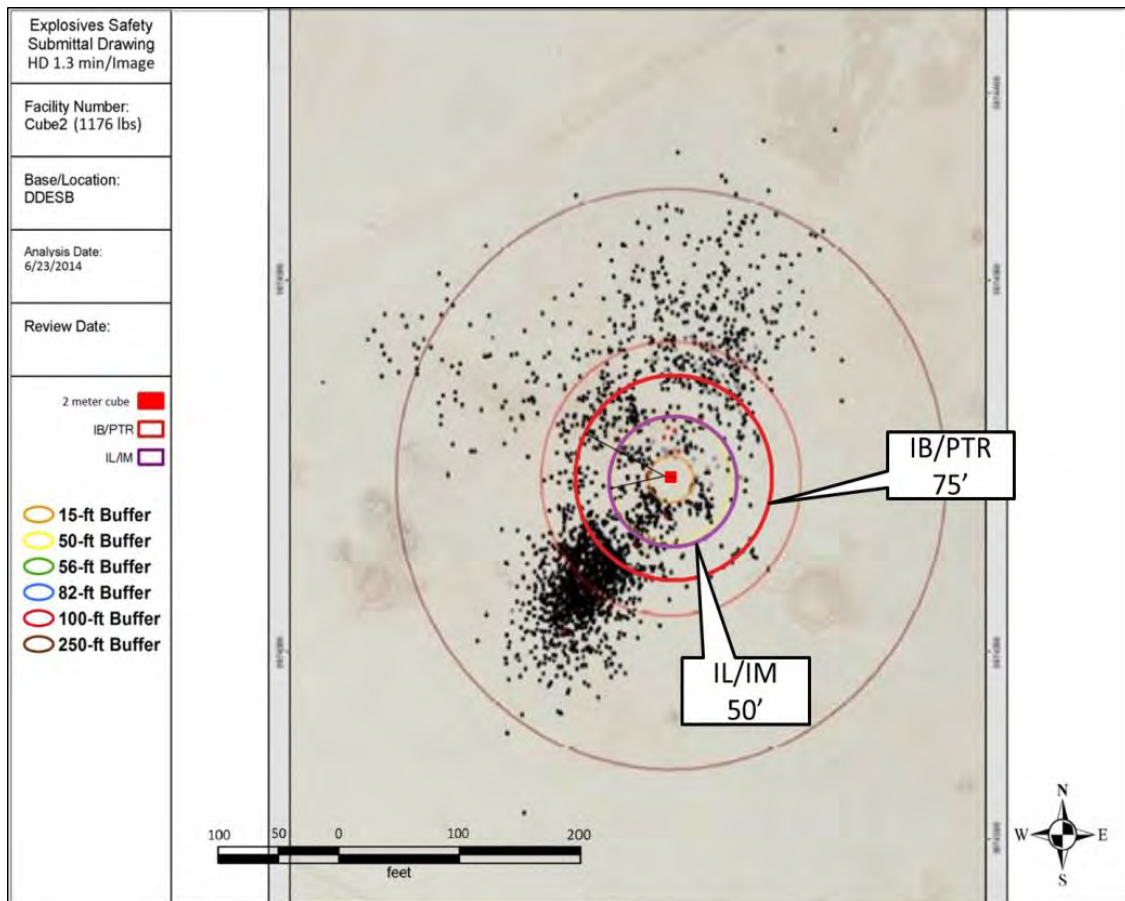 Explosives Safety
Submittal Drawing
HD 1.3 min/Image
Facility Number:
Cube2 (1176 lbs)
Base/Location:
DDESB
Analysis Date:
6/23/2014
Review Date:
2 meter cube
IB/PTR
IL/IM
15-ft Buffer
50-ft Buffer
56-ft Buffer
82-ft Buffer
100-ft Buffer
250-ft Buffer
IB/PTR
75’
IL/IM
50’
100 50 0 100 200
feet
N
W E
S